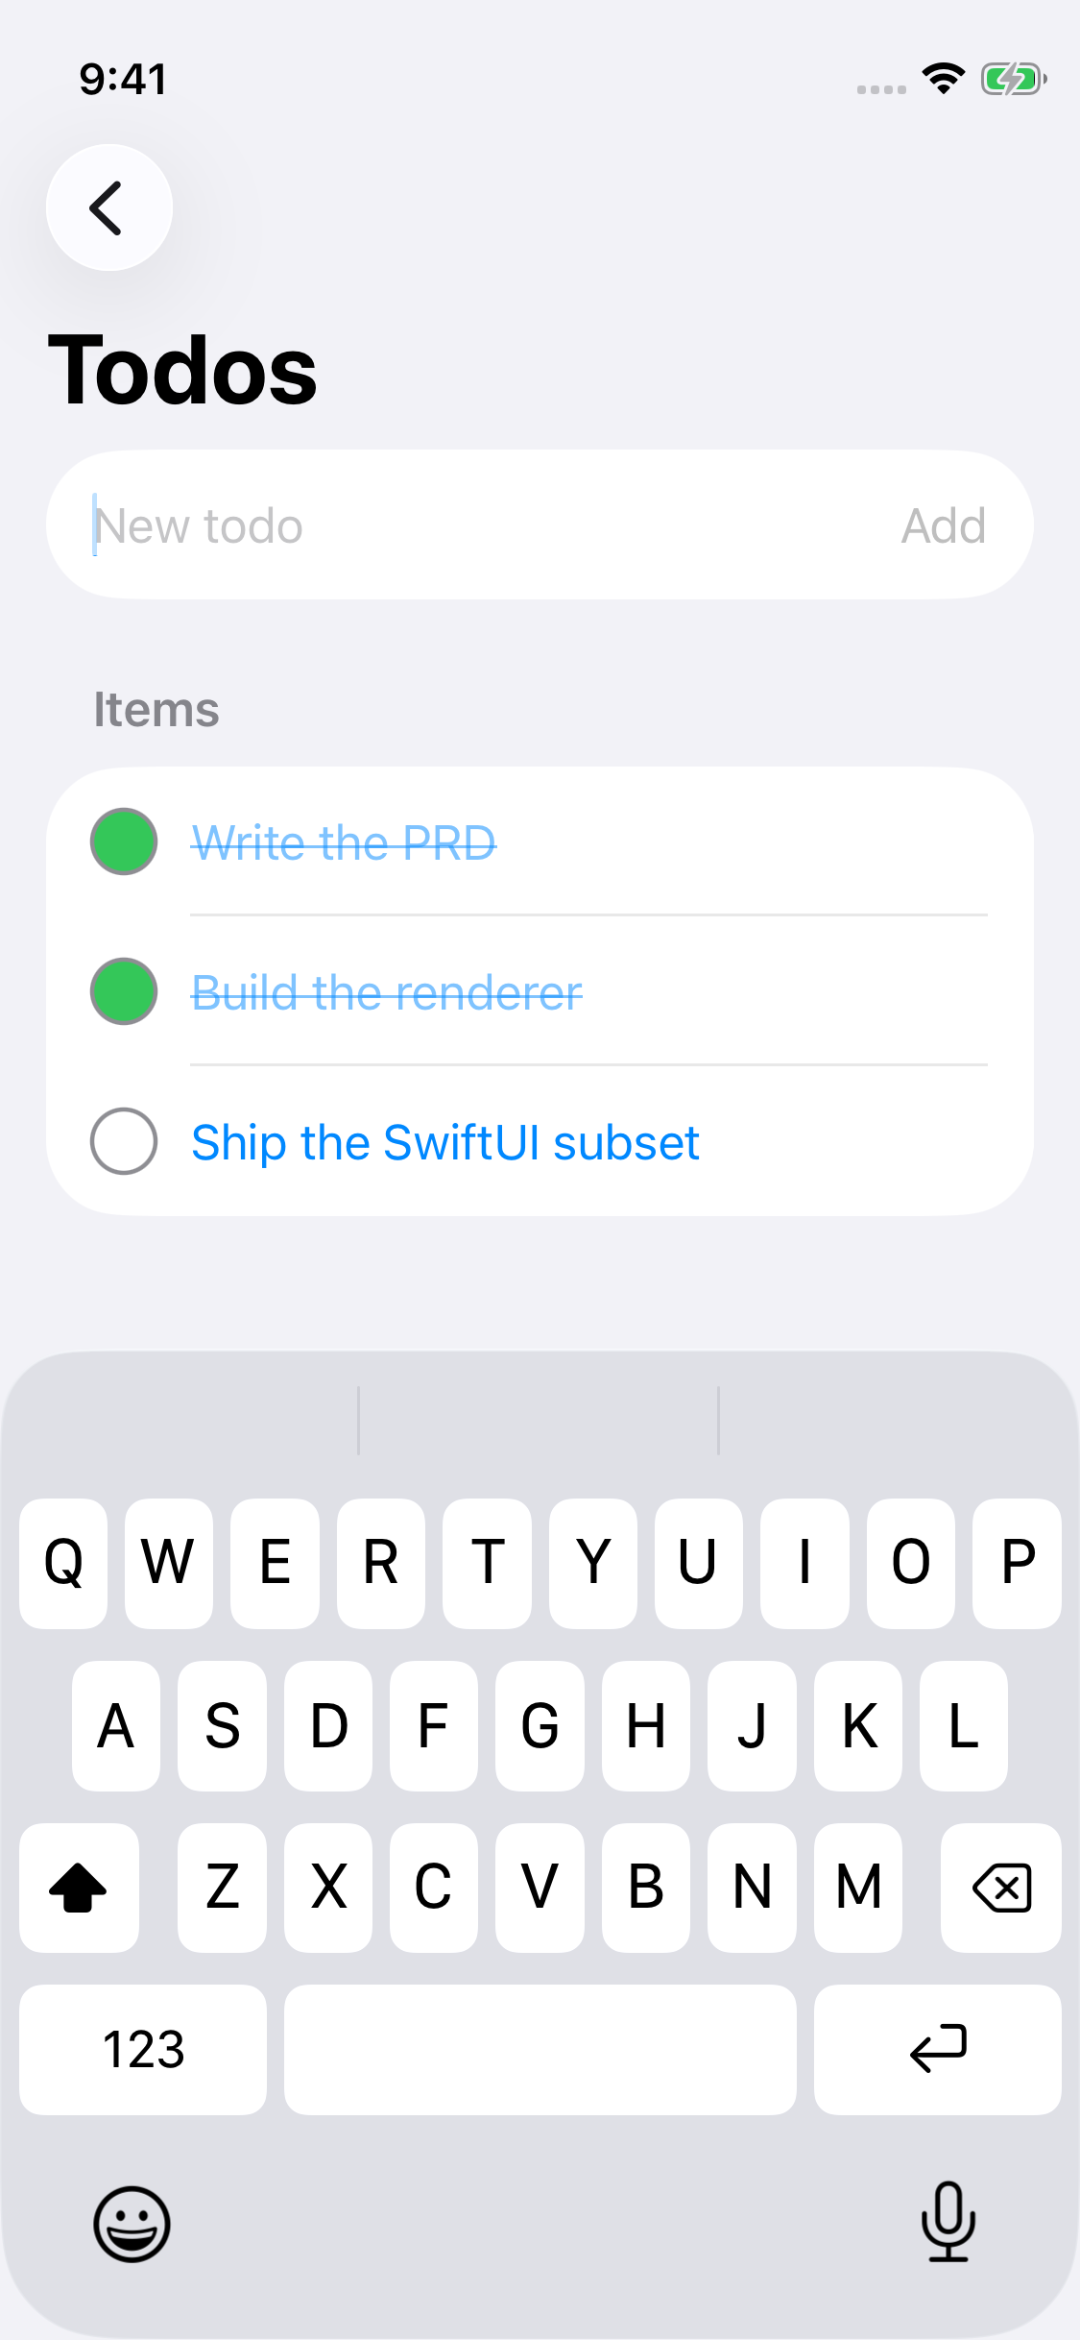 9:41
Todos
New todo Add
Items
Write the PRD
Build the renderer
Ship the SwiftUI subset
Q W E R T Y U I O P
A S D F G H J K L
Z X C V B N M
123